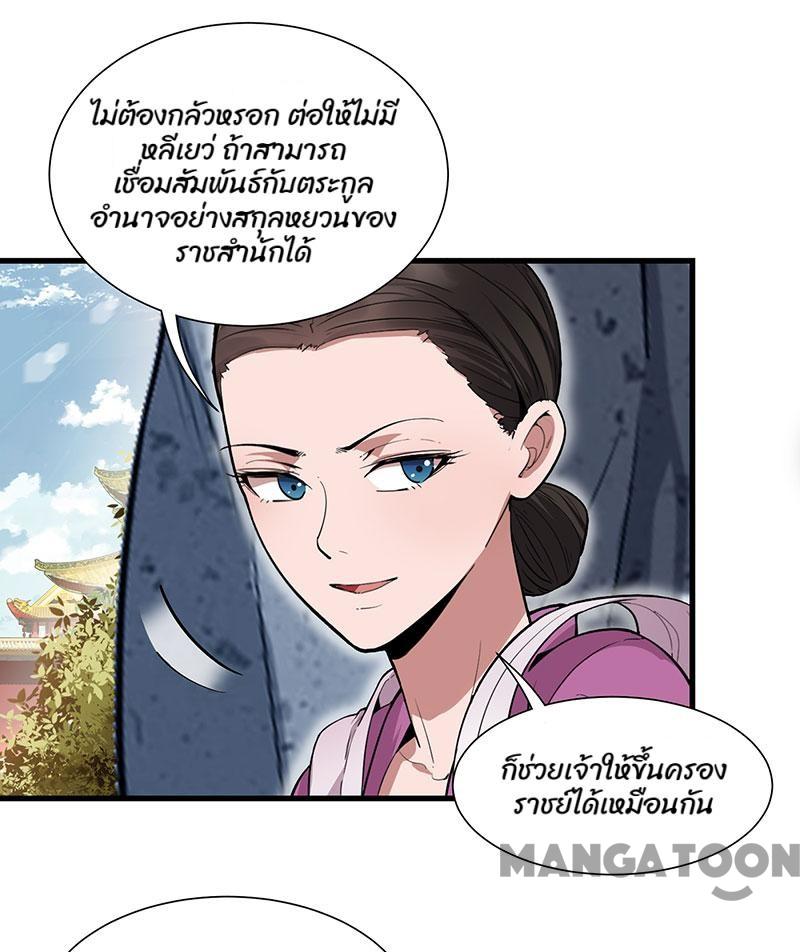 ไม่ต้องกลัวหรอก ต่อให้ไม่มี
หลีเยว่ ถ้าสามารถ
เชื่อมสัมพันธ์กับตระกูล
อำนาจอย่างสกุลหยวนของ
ราชสำนักได้
ก็ช่วยเจ้าให้ขึ้นครอง
ราชย์ได้เหมือนกัน
MANGATOON